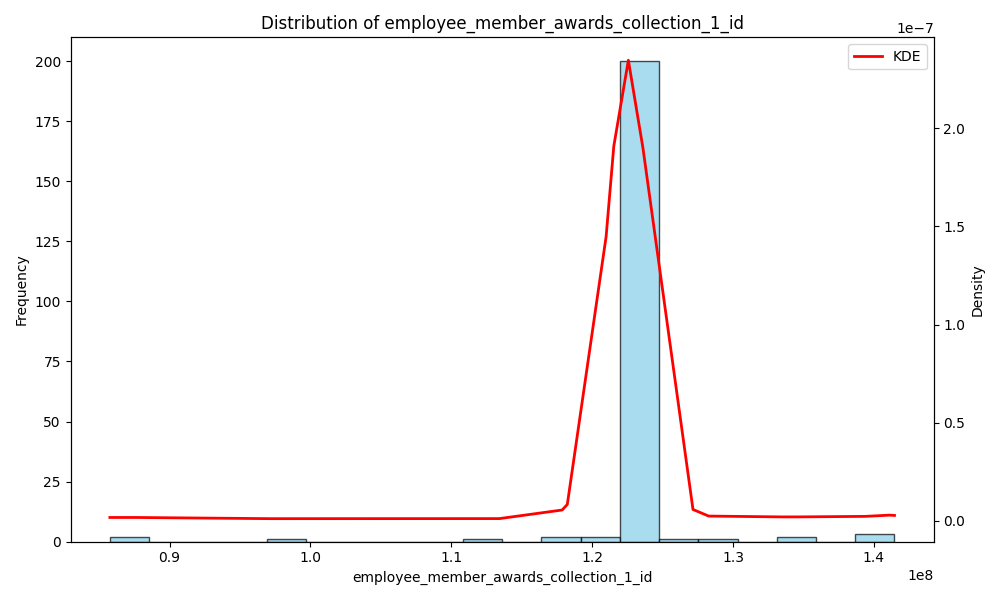 Distribution of employee_member_awards_collection_1_id
1e−7
KDE
200
175
150
125
100
75
50
25
0
Frequency
2.0
1.5
1.0
0.5
0.0
Density
0.9
1.0
1.1
1.2
1.3
1.4
1e8
employee_member_awards_collection_1_id